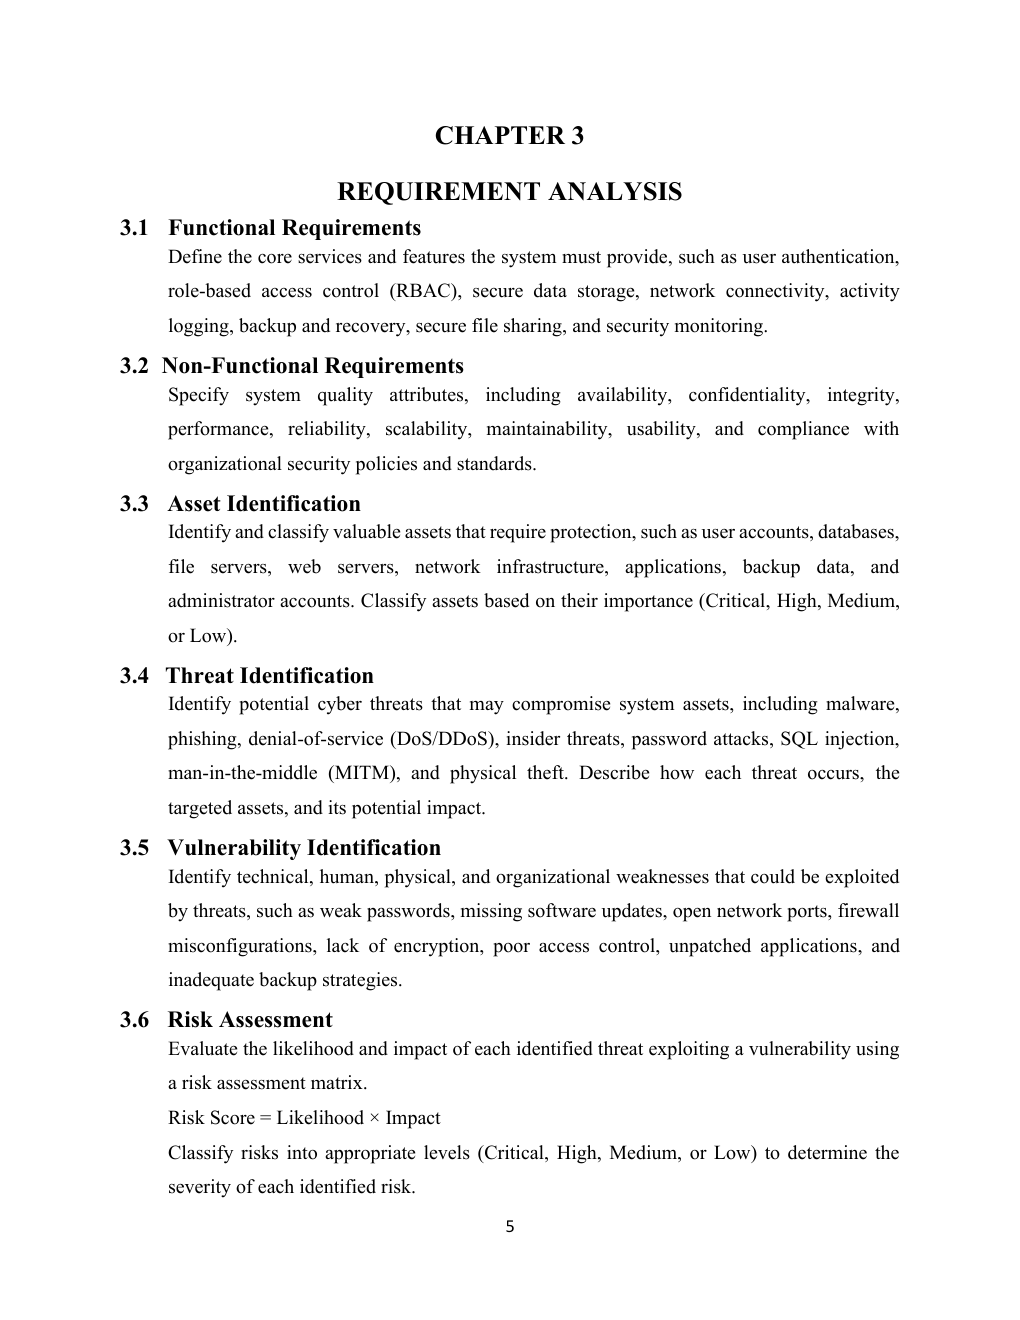 CHAPTER 3
REQUIREMENT ANALYSIS
3.1 Functional Requirements
Define the core services and features the system must provide, such as user authentication,
role-based access control (RBAC), secure data storage, network connectivity, activity
logging, backup and recovery, secure file sharing, and security monitoring.
3.2 Non-Functional Requirements
Specify system quality attributes, including availability, confidentiality, integrity,
performance, reliability, scalability, maintainability, usability, and compliance with
organizational security policies and standards.
3.3 Asset Identification
Identify and classify valuable assets that require protection, such as user accounts, databases,
file servers, web servers, network infrastructure, applications, backup data, and
administrator accounts. Classify assets based on their importance (Critical, High, Medium,
or Low).
3.4 Threat Identification
Identify potential cyber threats that may compromise system assets, including malware,
phishing, denial-of-service (DoS/DDoS), insider threats, password attacks, SQL injection,
man-in-the-middle (MITM), and physical theft. Describe how each threat occurs, the
targeted assets, and its potential impact.
3.5 Vulnerability Identification
Identify technical, human, physical, and organizational weaknesses that could be exploited
by threats, such as weak passwords, missing software updates, open network ports, firewall
misconfigurations, lack of encryption, poor access control, unpatched applications, and
inadequate backup strategies.
3.6 Risk Assessment
Evaluate the likelihood and impact of each identified threat exploiting a vulnerability using
a risk assessment matrix.
Risk Score = Likelihood × Impact
Classify risks into appropriate levels (Critical, High, Medium, or Low) to determine the
severity of each identified risk.
5